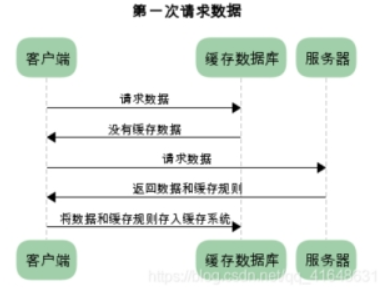 第一次请求数据
客户端 缓存数据库 服务器
请求数据
没有缓存数据
请求数据
返回数据和缓存规则
将数据和缓存规则存入缓存系统
客户端 缓存数据库 服务器
https://blog.csdn.net/qq_41648631